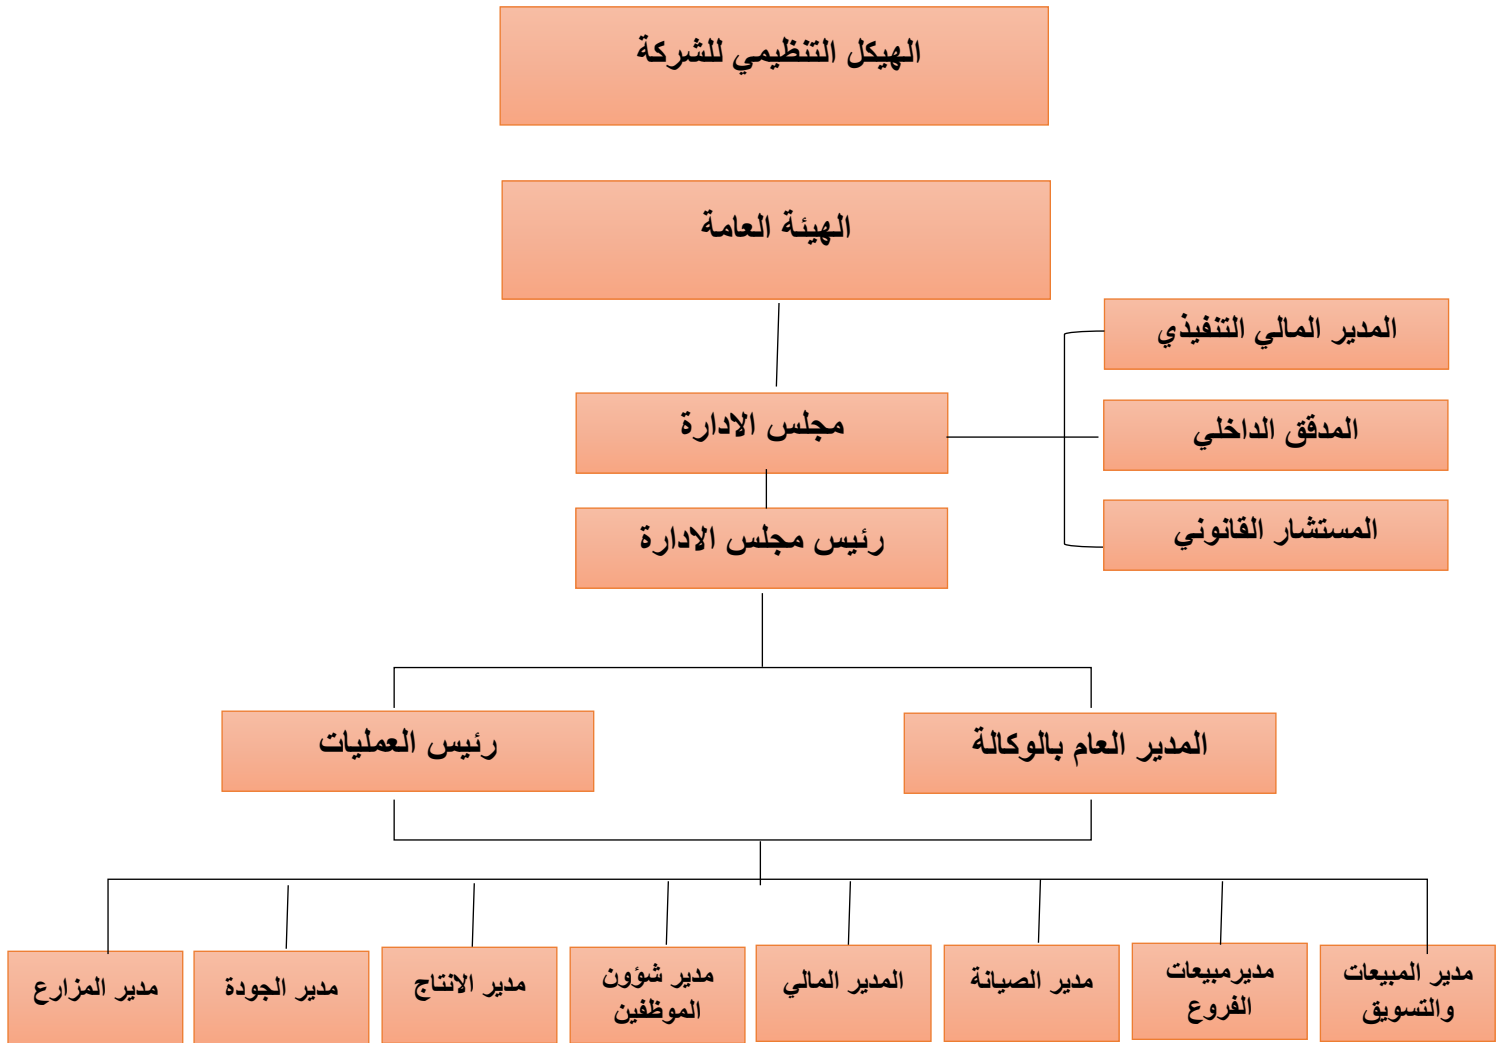 الهيكل التنظيمي للشركة
الهيئة العامة
المدير المالي التنفيذي
مجلس الادارة
المدقق الداخلي
رئيس مجلس الادارة
المستشار القانوني
المدير العام بالوكالة
رئيس العمليات
مدير المبيعات
والتسويق
مديرمبيعات
الفروع
مدير الصيانة
المدير المالي
مدير شؤون
الموظفين
مدير الانتاج
مدير الجودة
مدير المزارع